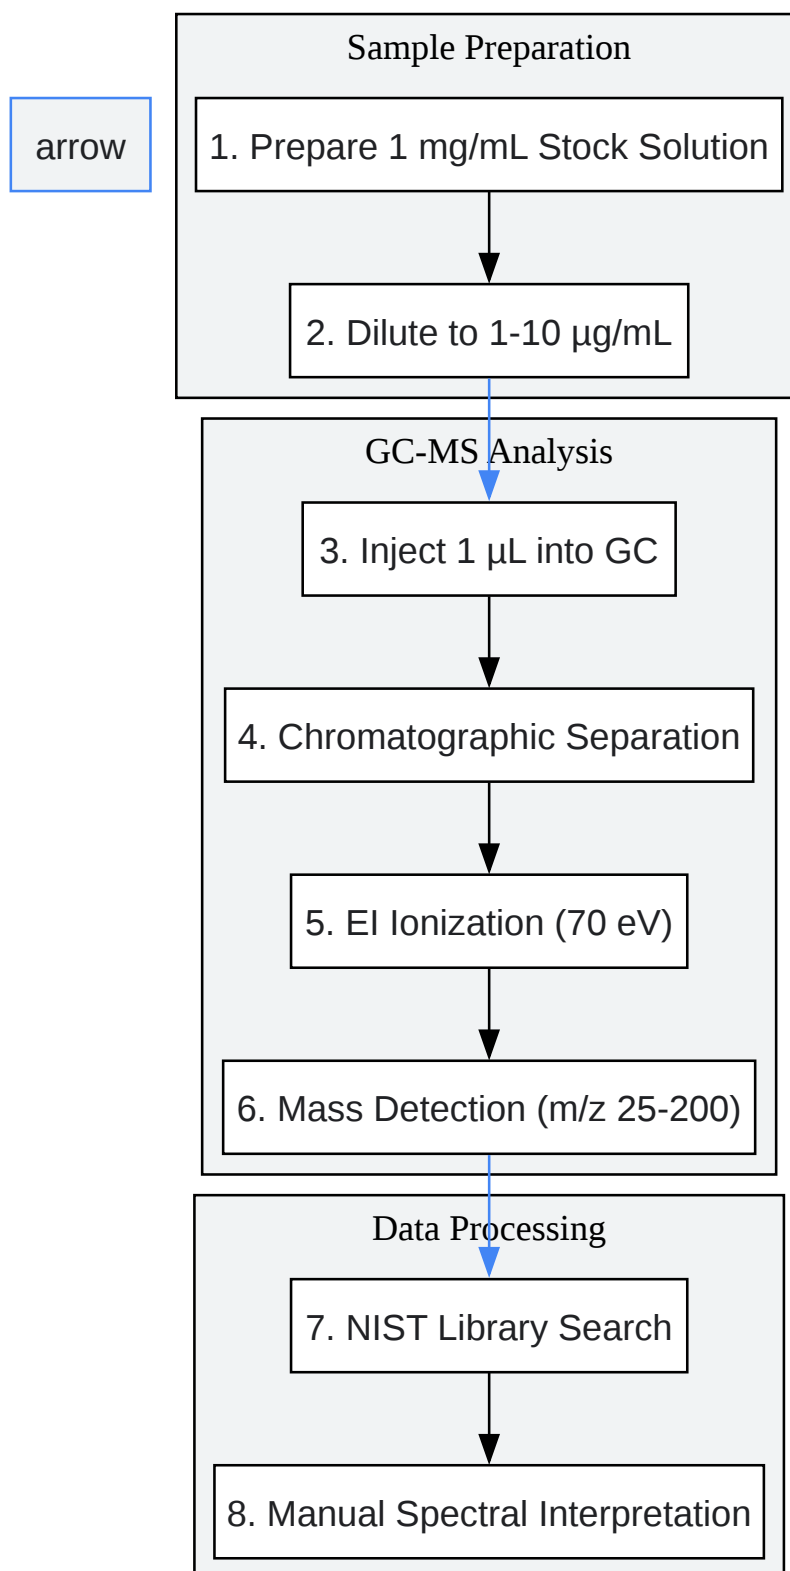 Sample Preparation
arrow
1. Prepare 1 mg/mL Stock Solution
2. Dilute to 1-10 µg/mL
GC-MS Analysis
3. Inject 1 µL into GC
4. Chromatographic Separation
5. EI Ionization (70 eV)
6. Mass Detection (m/z 25-200)
Data Processing
7. NIST Library Search
8. Manual Spectral Interpretation